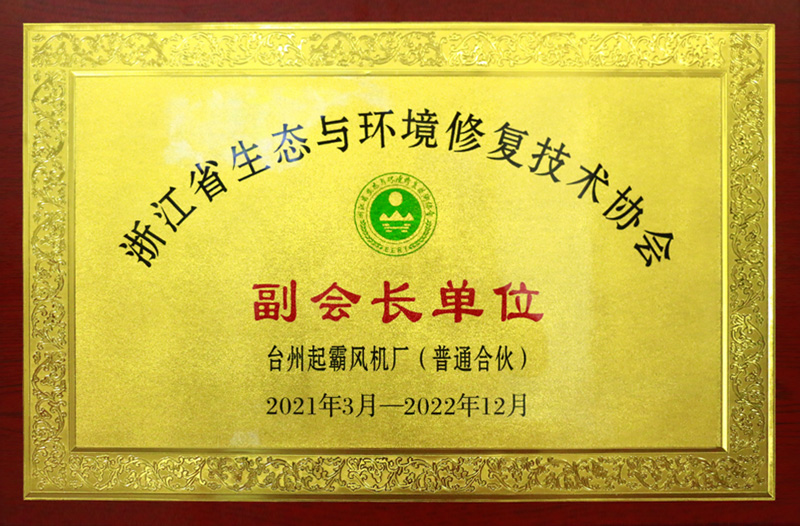 浙江省生态与环境修复技术协会
副会长单位
台州起霸风机厂（普通合伙）
2021年3月—2022年12月